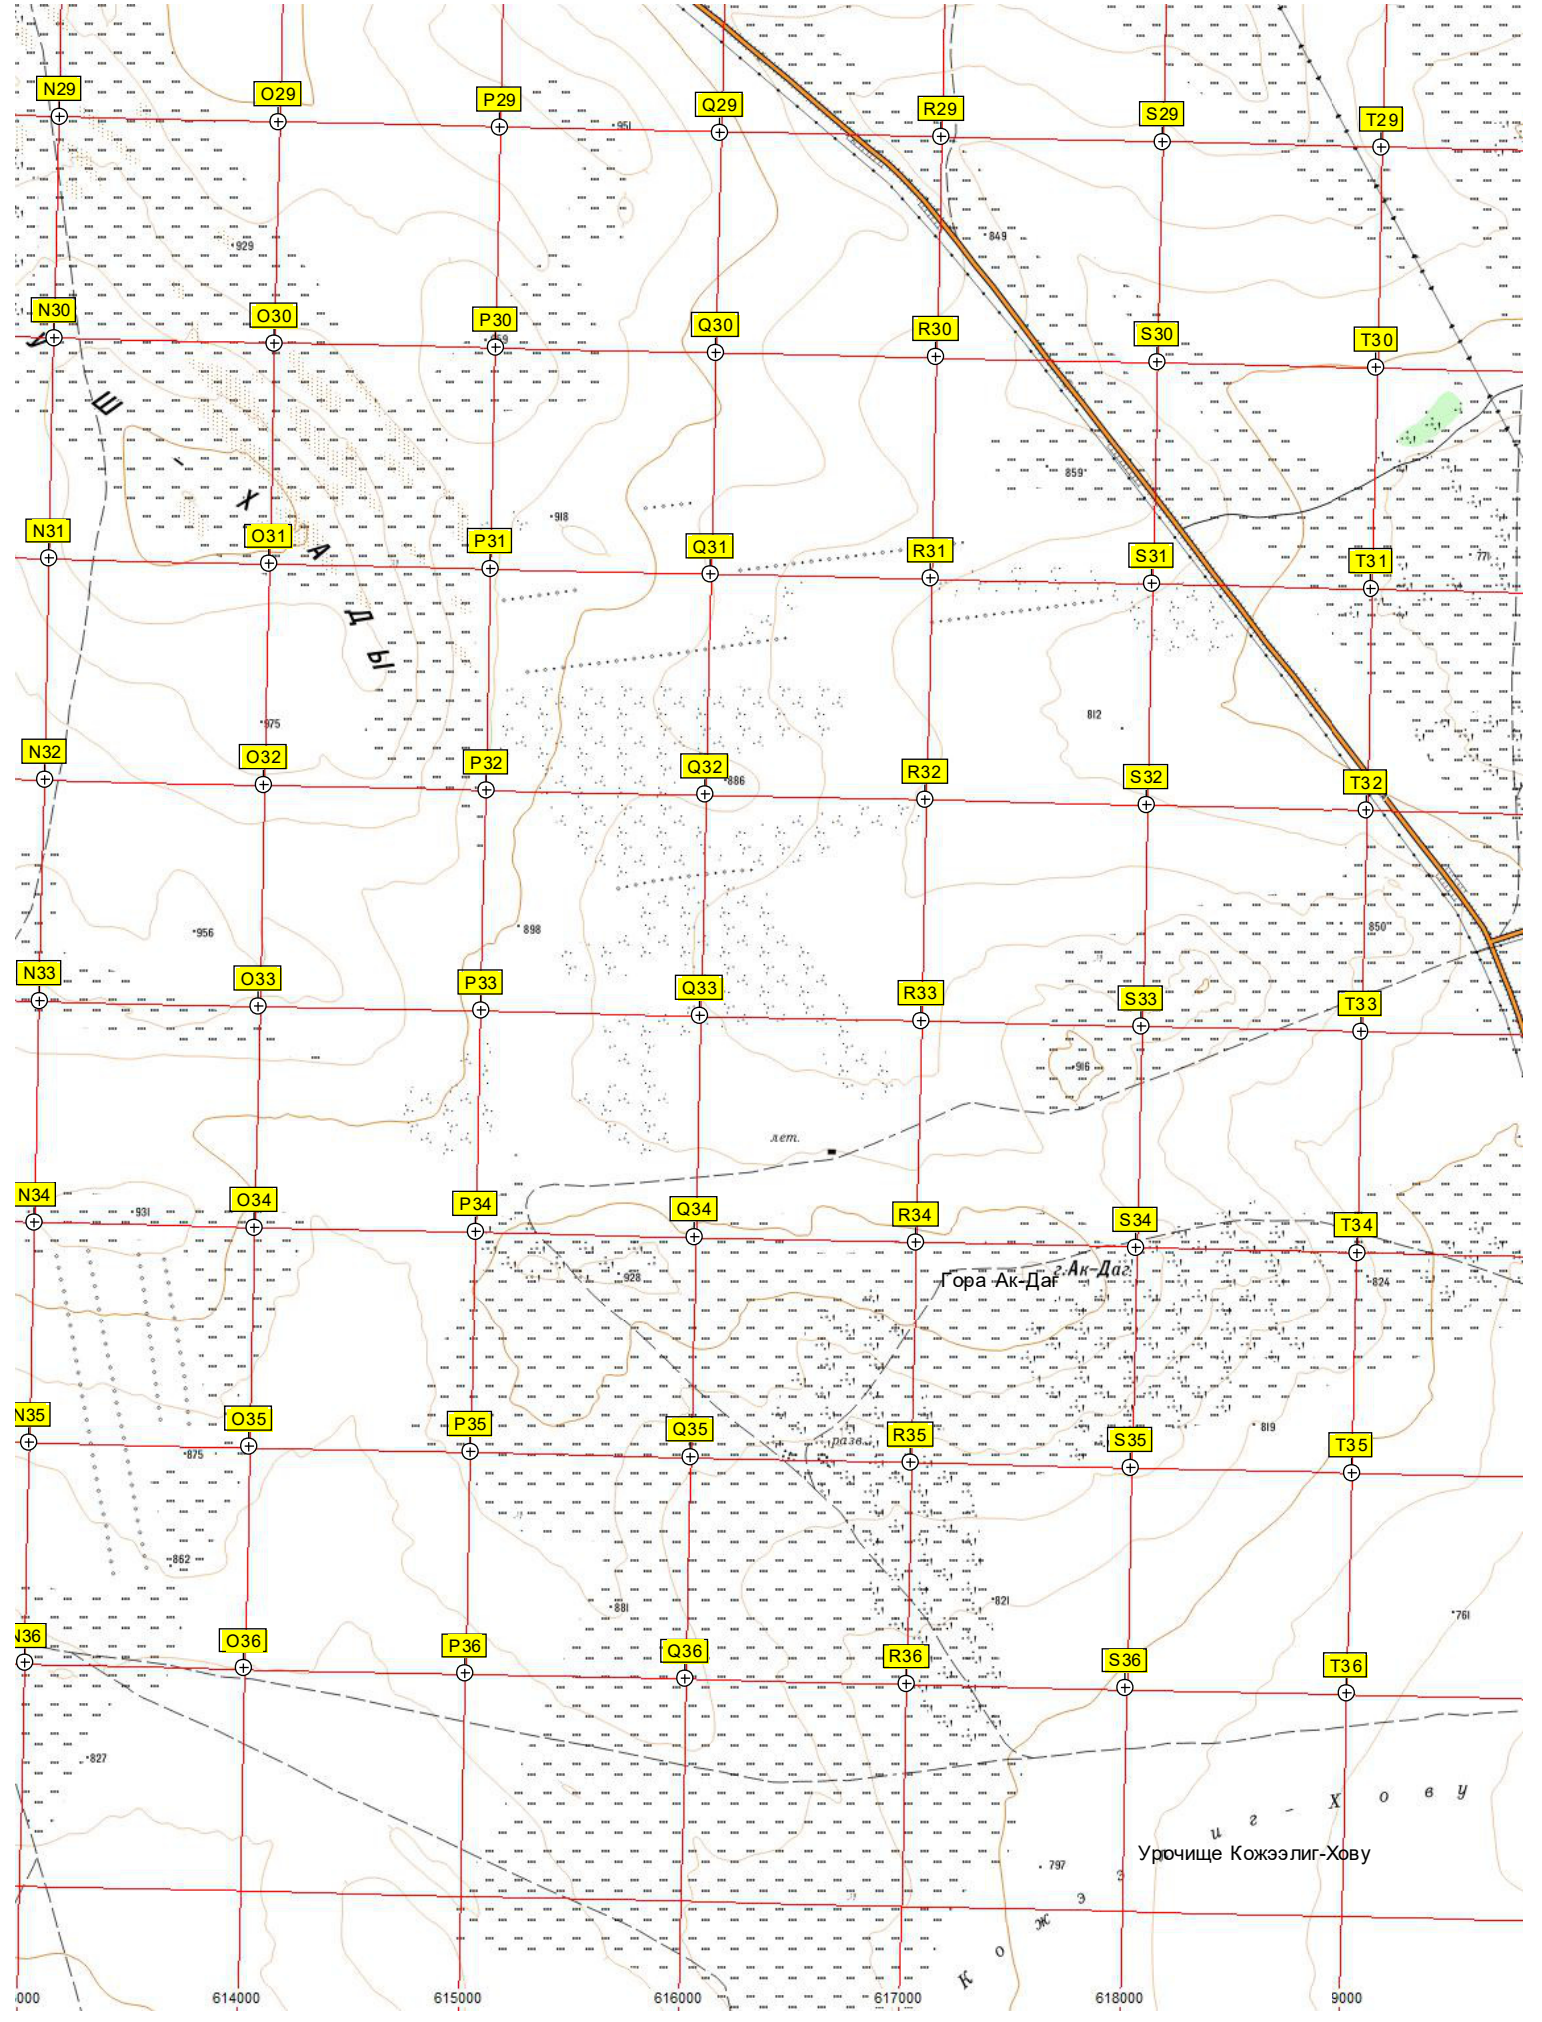 N29 O29 P29 Q29 R29 S29 T29
951
929
849
N30 O30 P30 Q30 R30 S30 T30
А Ш - Х А Д Ы
859
918
N31 O31 P31 Q31 R31 S31 T31
771
975
812
N32 O32 P32 Q32 R32 S32 T32
886
956
898
850
N33 O33 P33 Q33 R33 S33 T33
916
лет.
N34 O34 P34 Q34 R34 S34 T34
931
928
г.Ак-Даг
Гора Ак-Даг
824
N35 O35 P35 Q35 R35 S35 T35
875
разв.
819
862
881
821
761
N36 O36 P36 Q36 R36 S36 T36
827
К о ж э э л и г - Х о в у
Урочище Кожээлиг-Хову
797
000 614000 615000 616000 617000 618000 9000